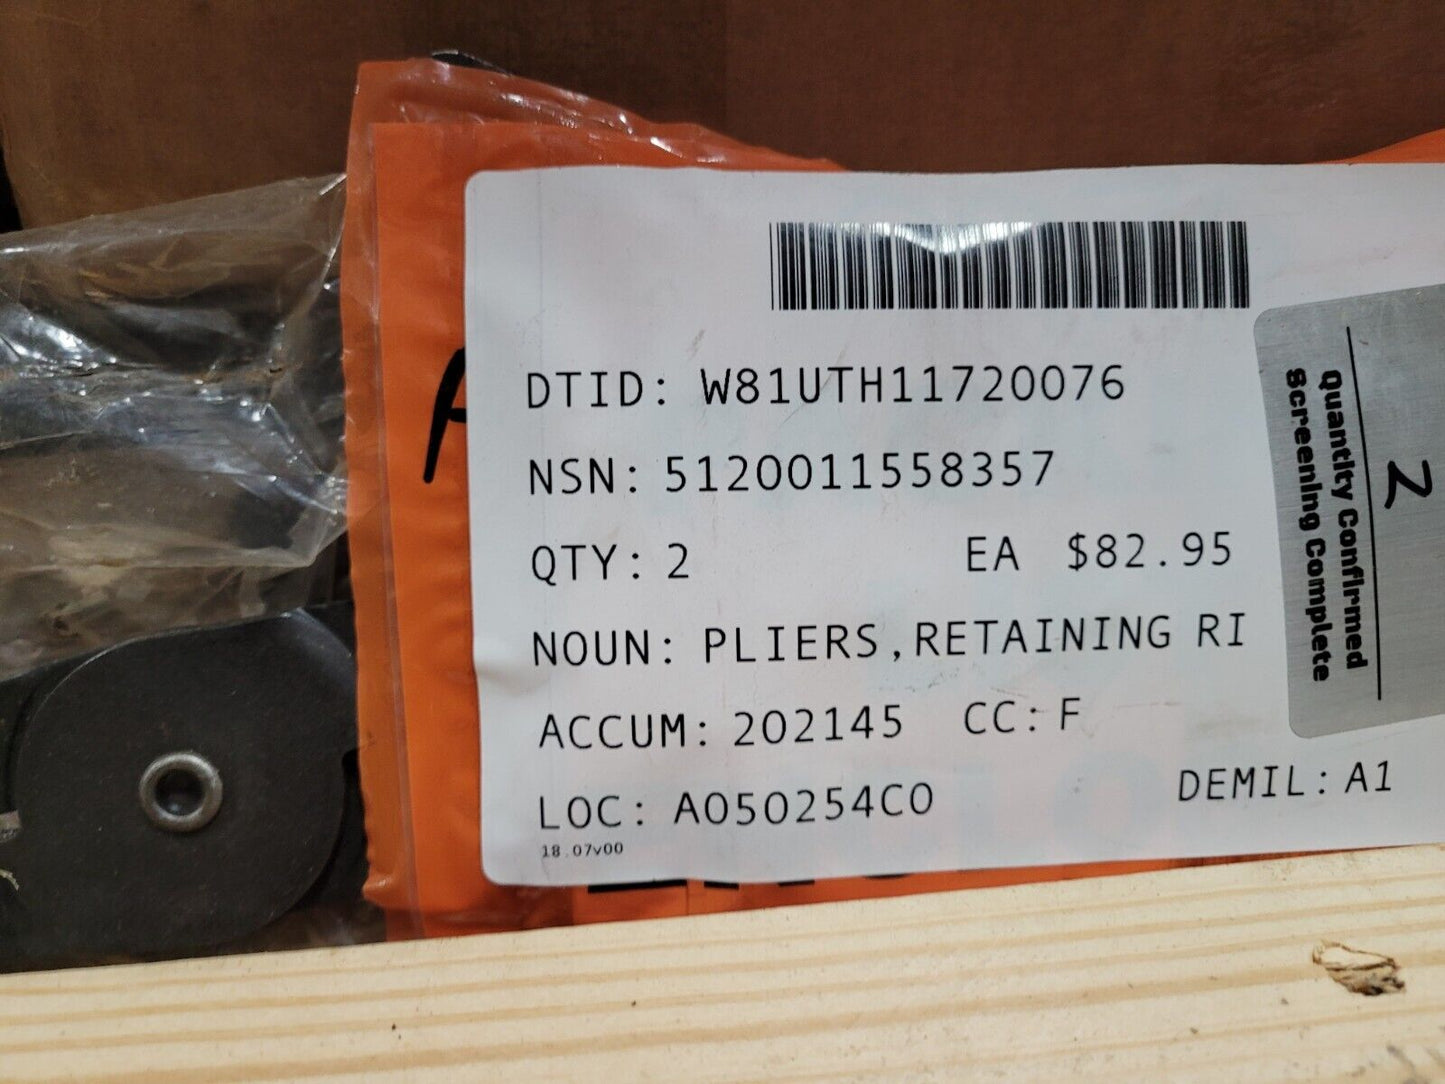 DTID: W81UTH11720076
NSN: 5120011558357
QTY: 2 EA $82.95
NOUN: PLIERS,RETAINING RI
ACCUM: 202145 CC: F
LOC: A050254C0 DEMIL: A1
18.07v00
2
Quantity Confirmed
Screening Complete